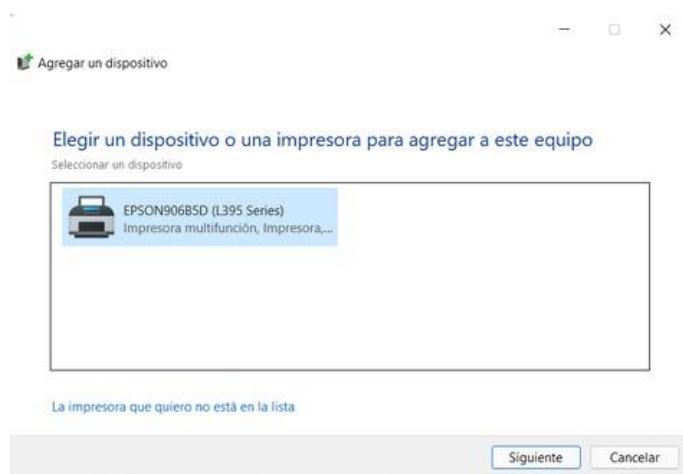 Agregar un dispositivo
Elegir un dispositivo o una impresora para agregar a este equipo
Seleccionar un dispositivo
EPSON906B5D (L395 Series)
Impresora multifunción, Impresora,...
La impresora que quiero no está en la lista
Siguiente
Cancelar